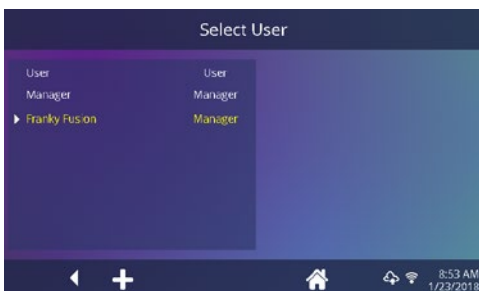 Select User
User User
Manager Manager
Franky Fusion Manager
8:53 AM
1/23/2018